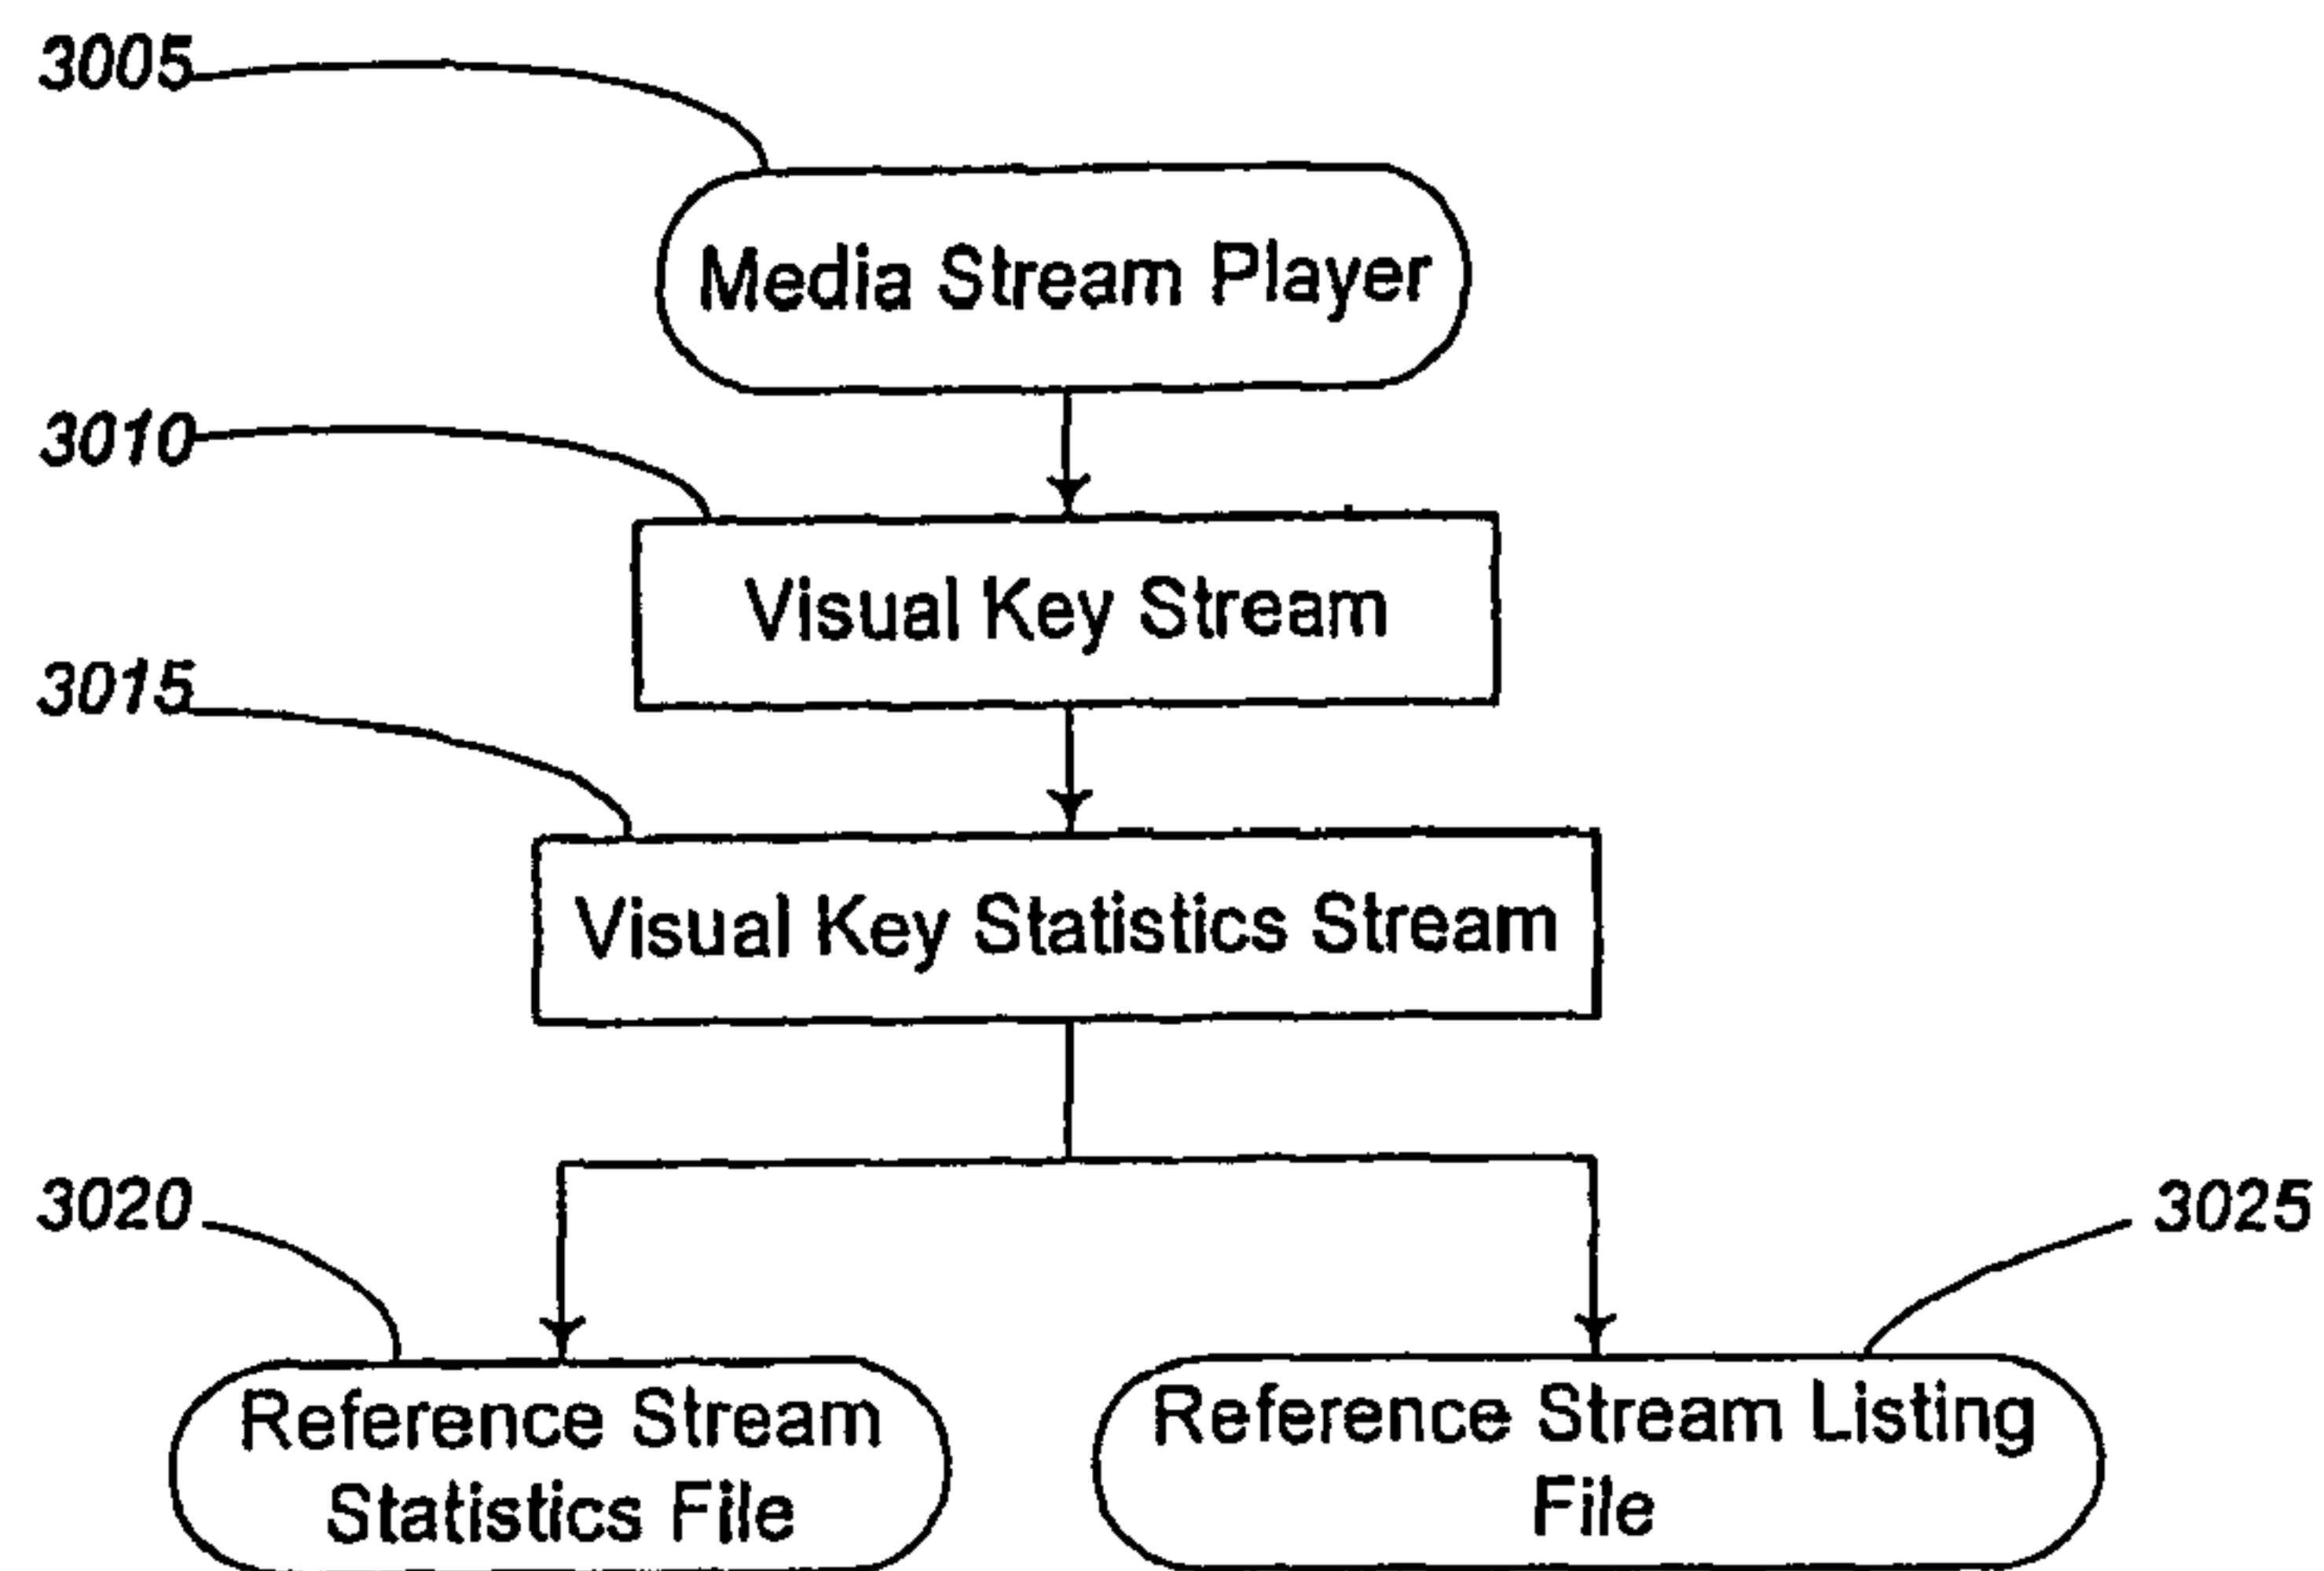 3005
Media Stream Player
3010
Visual Key Stream
3015
Visual Key Statistics Stream
3020
3025
Reference Stream
Statistics File
Reference Stream Listing
File